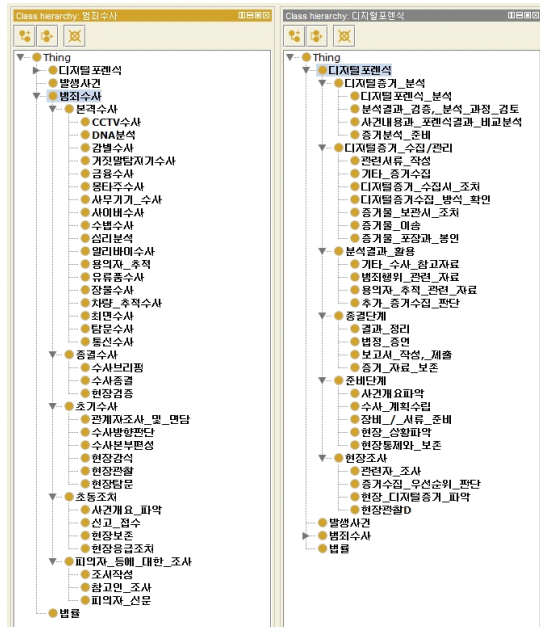 Class hierarchy: 범죄수사
Thing
디지털포렌식
발생사건
범죄수사
본격수사
CCTV수사
DNA분석
감별수사
거짓말탐지기수사
금융수사
몽타주수사
사무기기_수사
사이버수사
수법수사
심리분석
알리바이수사
용의자_추적
유류품수사
장물수사
차량_추적수사
최면수사
탐문수사
통신수사
종결수사
수사브리핑
수사종결
현장검증
초기수사
관계자조사_및_면담
수사방향판단
수사본부편성
현장감식
현장관찰
현장탐문
초동조치
사건개요_파악
신고_접수
현장보존
현장응급조치
피의자_등에_대한_조사
조서작성
참고인_조사
피의자_신문
법률
Class hierarchy: 디지털포렌식
Thing
디지털포렌식
디지털증거_분석
디지털포렌식_분석
분석결과_검증,_분석_과정_검토
사건내용과_포렌식결과_비교분석
증거분석_준비
디지털증거_수집/관리
관련서류_작성
기타_증거수집
디지털증거_수집시_조치
디지털증거수집_방식_확인
증거물_보관시_조치
증거물_이송
증거물_포장과_봉인
분석결과_활용
기타_수사_참고자료
범죄행위_관련_자료
용의자_추적_관련_자료
추가_증거수집_판단
종결단계
결과_정리
법정_증언
보고서_작성,_제출
증거_자료_보존
준비단계
사건개요파악
수사_계획수립
장비_/_서류_준비
현장_상황파악
현장통제와_보존
현장조사
관련자_조사
증거수집_우선순위_판단
현장_디지털증거_파악
현장관찰D
발생사건
범죄수사
법률